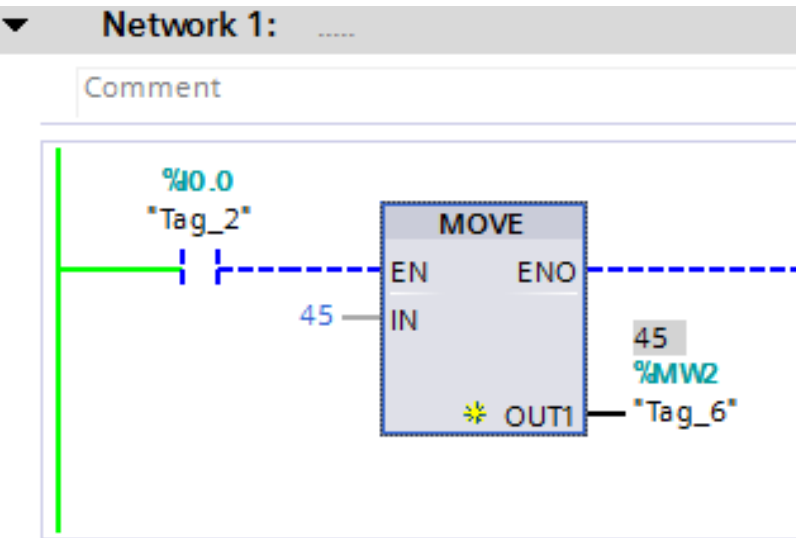 Network 1: .....
Comment
%I0.0
"Tag_2"
MOVE
EN ENO
45 IN
45
%MW2
OUT1 "Tag_6"